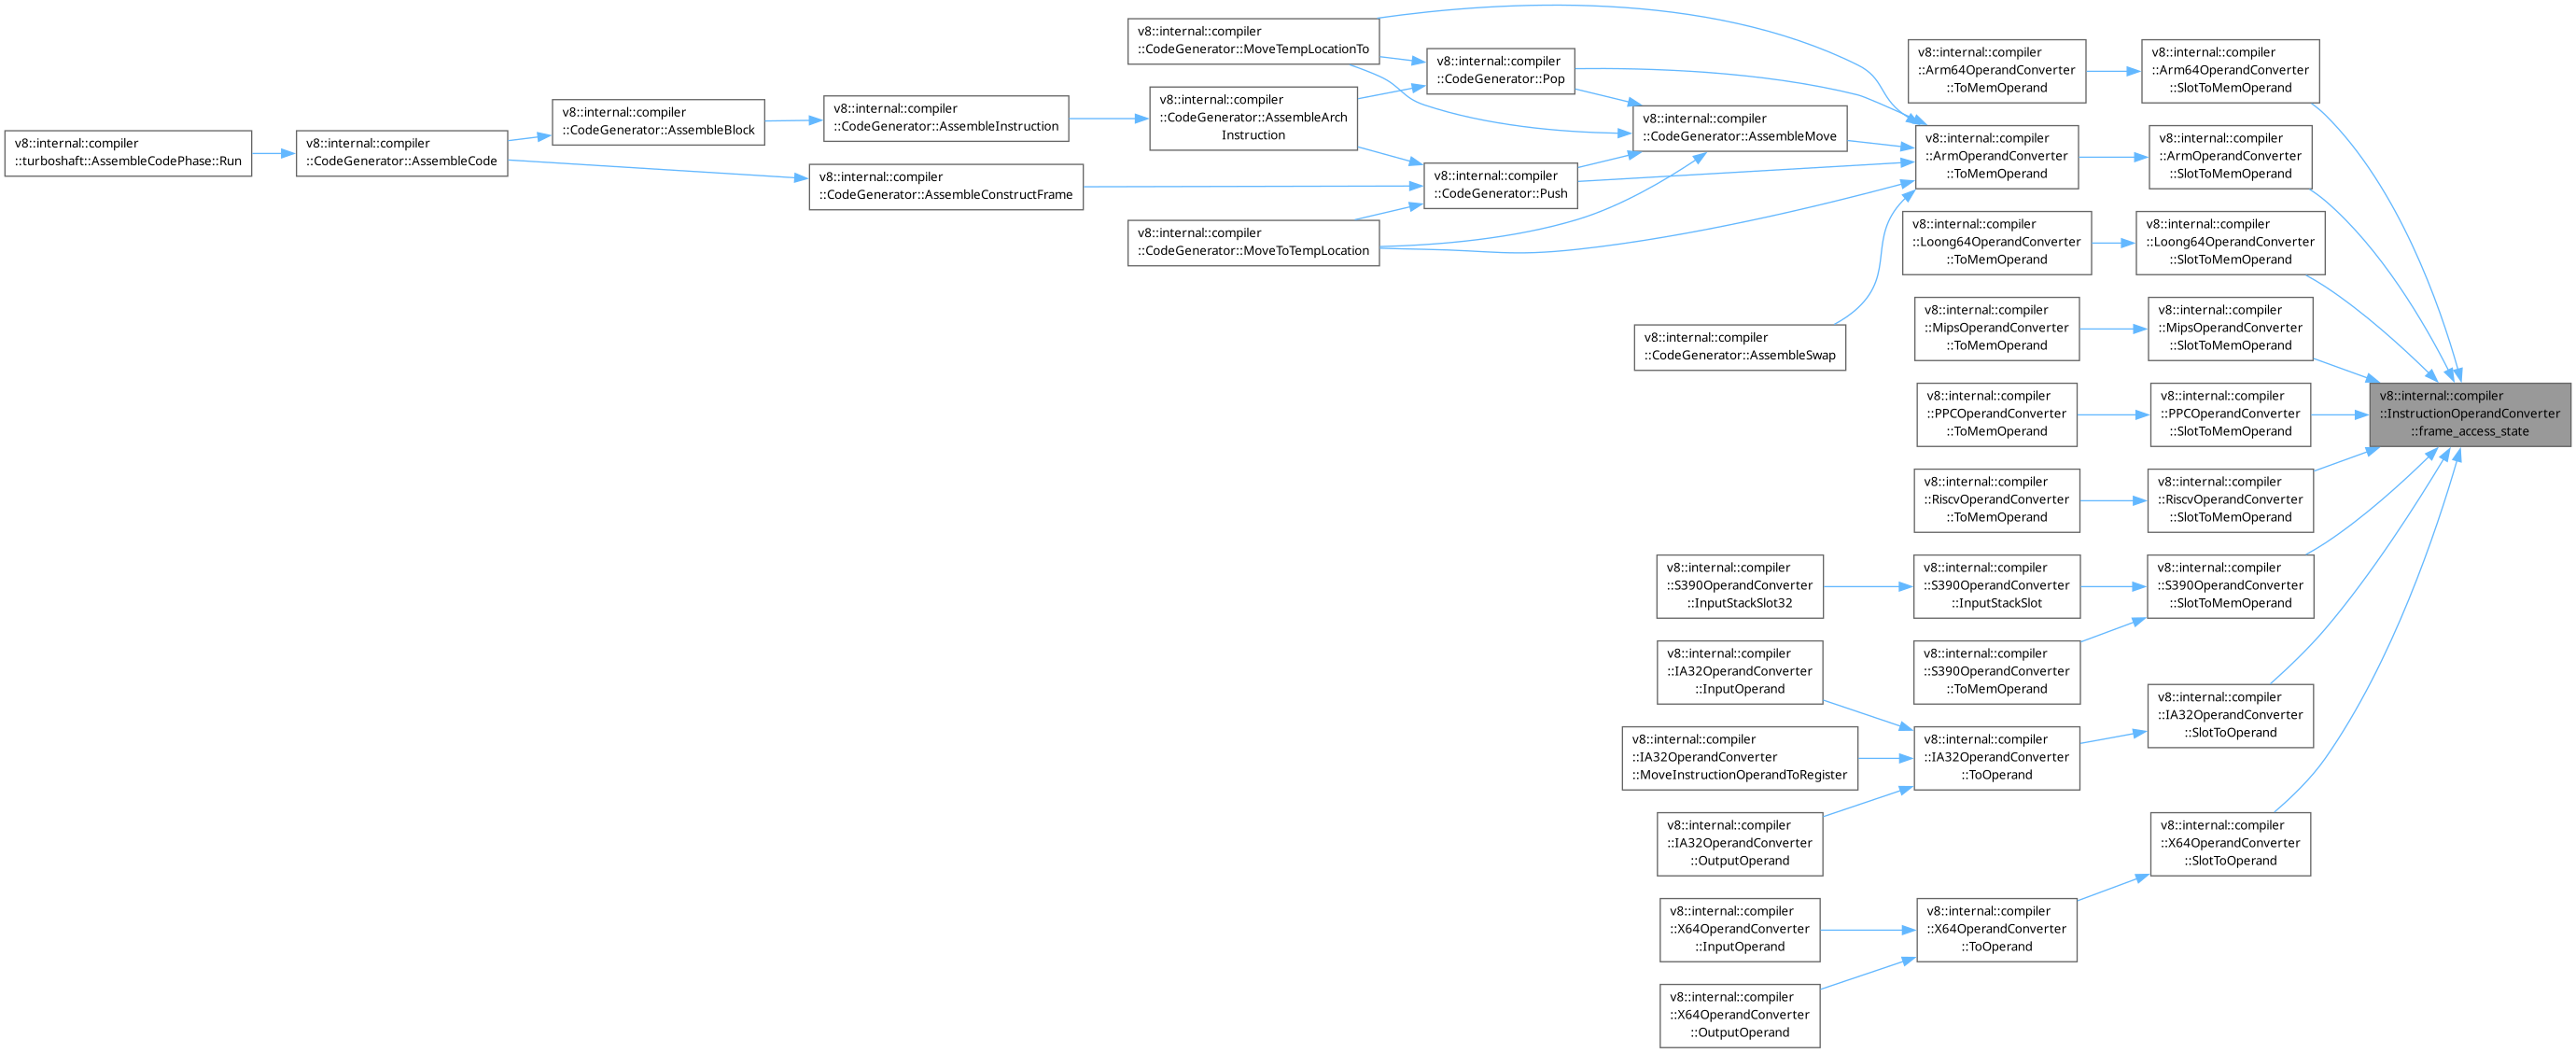 v8::internal::compiler
::turboshaft::AssembleCodePhase::Run
v8::internal::compiler
::CodeGenerator::AssembleCode
v8::internal::compiler
::CodeGenerator::AssembleBlock
v8::internal::compiler
::CodeGenerator::AssembleInstruction
v8::internal::compiler
::CodeGenerator::AssembleConstructFrame
v8::internal::compiler
::CodeGenerator::MoveTempLocationTo
v8::internal::compiler
::CodeGenerator::AssembleArch
Instruction
v8::internal::compiler
::CodeGenerator::MoveToTempLocation
v8::internal::compiler
::CodeGenerator::Pop
v8::internal::compiler
::CodeGenerator::Push
v8::internal::compiler
::CodeGenerator::AssembleMove
v8::internal::compiler
::CodeGenerator::AssembleSwap
v8::internal::compiler
::S390OperandConverter
::InputStackSlot32
v8::internal::compiler
::IA32OperandConverter
::InputOperand
v8::internal::compiler
::IA32OperandConverter
::MoveInstructionOperandToRegister
v8::internal::compiler
::IA32OperandConverter
::OutputOperand
v8::internal::compiler
::X64OperandConverter
::InputOperand
v8::internal::compiler
::X64OperandConverter
::OutputOperand
v8::internal::compiler
::Arm64OperandConverter
::ToMemOperand
v8::internal::compiler
::ArmOperandConverter
::ToMemOperand
v8::internal::compiler
::Loong64OperandConverter
::ToMemOperand
v8::internal::compiler
::MipsOperandConverter
::ToMemOperand
v8::internal::compiler
::PPCOperandConverter
::ToMemOperand
v8::internal::compiler
::RiscvOperandConverter
::ToMemOperand
v8::internal::compiler
::S390OperandConverter
::InputStackSlot
v8::internal::compiler
::S390OperandConverter
::ToMemOperand
v8::internal::compiler
::IA32OperandConverter
::ToOperand
v8::internal::compiler
::X64OperandConverter
::ToOperand
v8::internal::compiler
::Arm64OperandConverter
::SlotToMemOperand
v8::internal::compiler
::ArmOperandConverter
::SlotToMemOperand
v8::internal::compiler
::Loong64OperandConverter
::SlotToMemOperand
v8::internal::compiler
::MipsOperandConverter
::SlotToMemOperand
v8::internal::compiler
::PPCOperandConverter
::SlotToMemOperand
v8::internal::compiler
::RiscvOperandConverter
::SlotToMemOperand
v8::internal::compiler
::S390OperandConverter
::SlotToMemOperand
v8::internal::compiler
::IA32OperandConverter
::SlotToOperand
v8::internal::compiler
::X64OperandConverter
::SlotToOperand
v8::internal::compiler
::InstructionOperandConverter
::frame_access_state